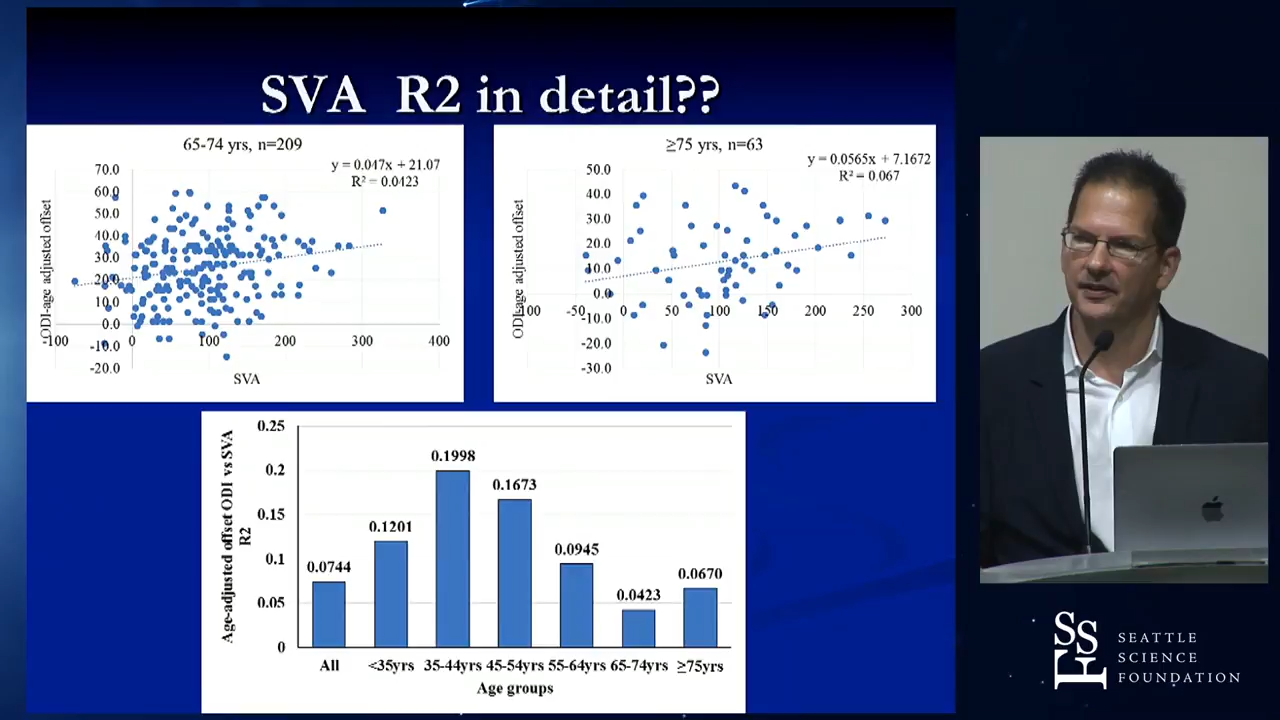 SVA R2 in detail??
65-74 yrs, n=209
y = 0.047x + 21.07
R² = 0.0423
70.0
60.0
50.0
40.0
30.0
20.0
10.0
0.0
-10.0
-20.0
ODI-age adjusted offset
-100 0 100 200 300 400
SVA
≥75 yrs, n=63
y = 0.0565x + 7.1672
R² = 0.067
50.0
40.0
30.0
20.0
10.0
0.0
-10.0
-20.0
-30.0
ODI-age adjusted offset
-100 -50 0 50 100 150 200 250 300
SVA
Age-adjusted offset ODI vs SVA
R2
0.25
0.2
0.15
0.1
0.05
0
0.0744
0.1201
0.1998
0.1673
0.0945
0.0423
0.0670
All <35yrs 35-44yrs 45-54yrs 55-64yrs 65-74yrs ≥75yrs
Age groups
SSF
SEATTLE
SCIENCE
FOUNDATION